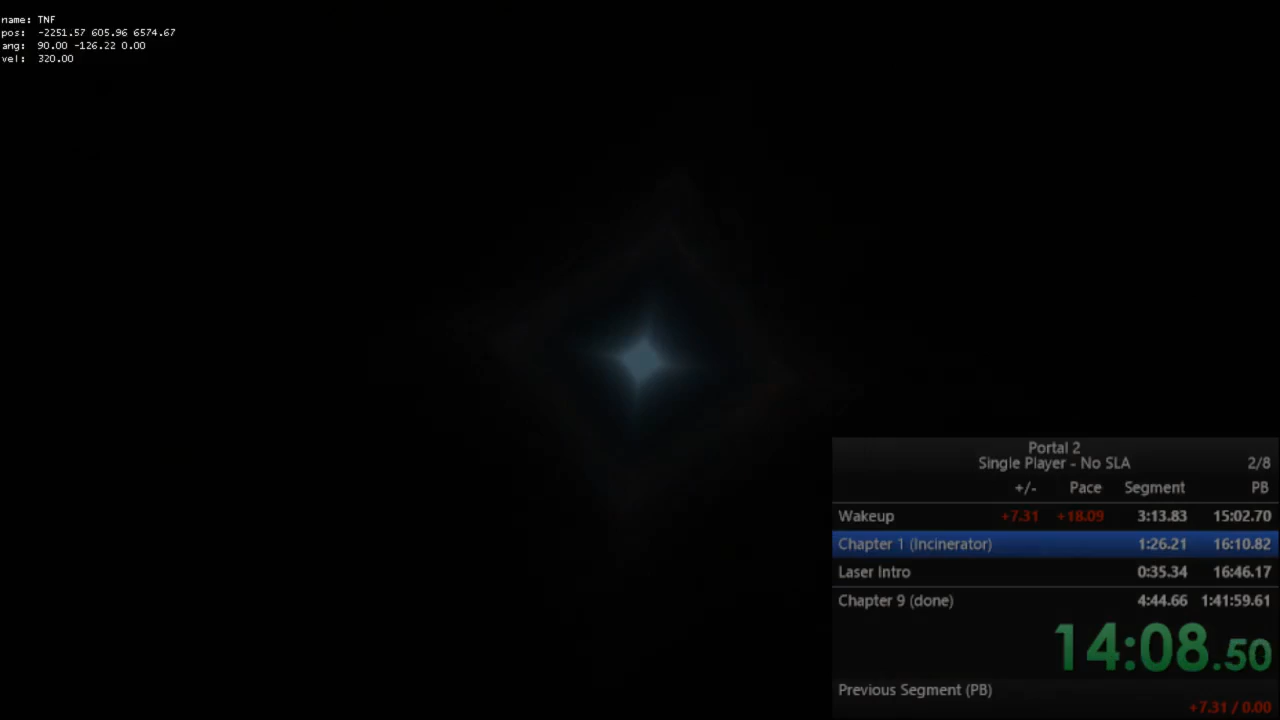 name: TNF
pos: -2251.57 605.96 6574.67
ang: 90.00 -126.22 0.00
vel: 320.00
Portal 2
Single Player - No SLA 2/8
+/- Pace Segment PB
Wakeup +7.31 +18.09 3:13.83 15:02.70
Chapter 1 (Incinerator) 1:26.21 16:10.82
Laser Intro 0:35.34 16:46.17
Chapter 9 (done) 4:44.66 1:41:59.61
14:08.50
Previous Segment (PB)
+7.31 / 0.00